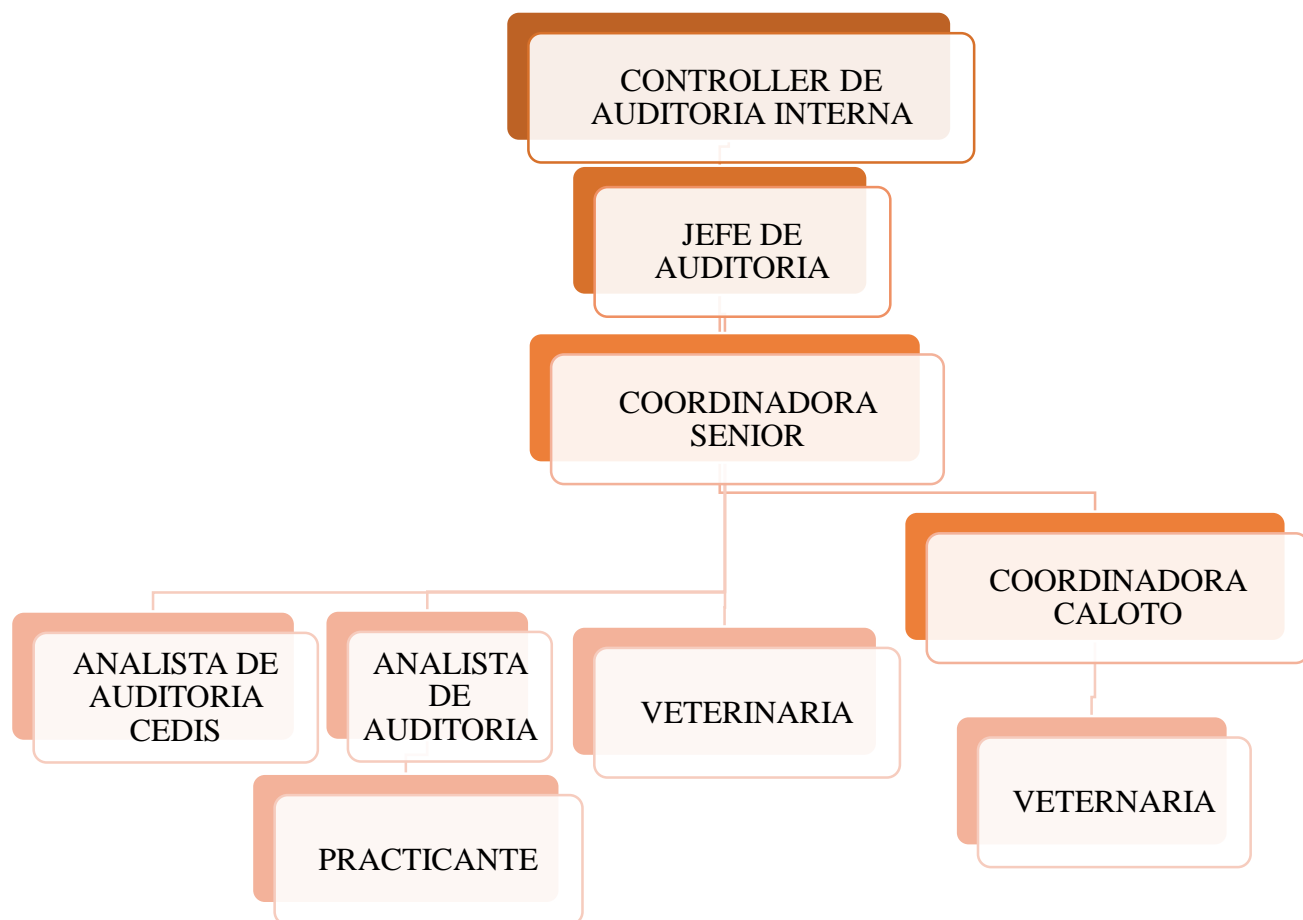 CONTROLLER DE
AUDITORIA INTERNA
JEFE DE
AUDITORIA
COORDINADORA
SENIOR
COORDINADORA
CALOTO
ANALISTA DE
AUDITORIA
CEDIS
ANALISTA
DE
AUDITORIA
VETERINARIA
VETERNARIA
PRACTICANTE